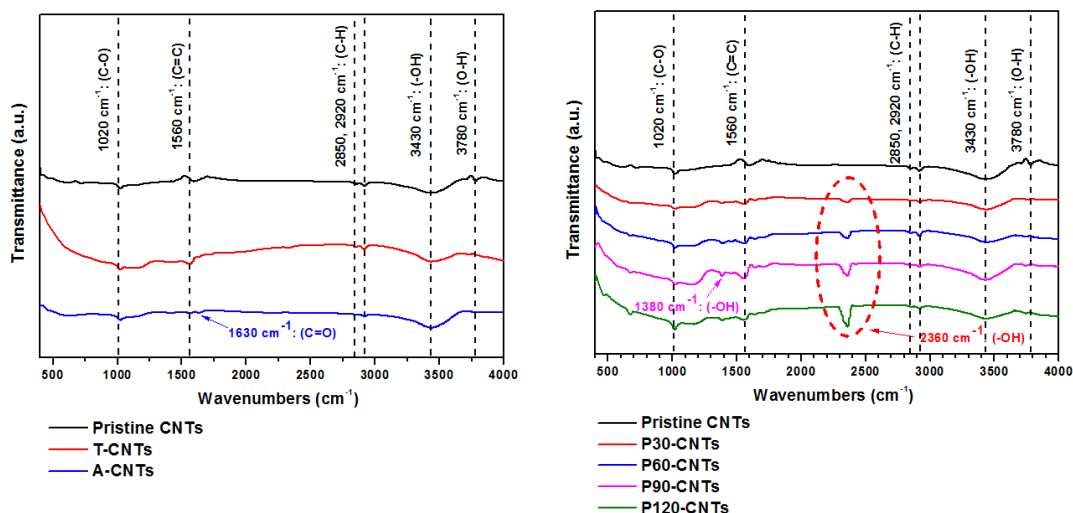 Transmittance (a.u.)
1020 cm⁻¹: (C-O)
1560 cm⁻¹: (C=C)
2850, 2920 cm⁻¹: (C-H)
3430 cm⁻¹: (-OH)
3780 cm⁻¹: (O-H)
1630 cm⁻¹: (C=O)
500 1000 1500 2000 2500 3000 3500 4000
Wavenumbers (cm⁻¹)
Pristine CNTs
T-CNTs
A-CNTs
Transmittance (a.u.)
1020 cm⁻¹: (C-O)
1560 cm⁻¹: (C=C)
2850, 2920 cm⁻¹: (C-H)
3430 cm⁻¹: (-OH)
3780 cm⁻¹: (O-H)
1380 cm⁻¹: (-OH)
2360 cm⁻¹: (-OH)
500 1000 1500 2000 2500 3000 3500 4000
Wavenumbers (cm⁻¹)
Pristine CNTs
P30-CNTs
P60-CNTs
P90-CNTs
P120-CNTs